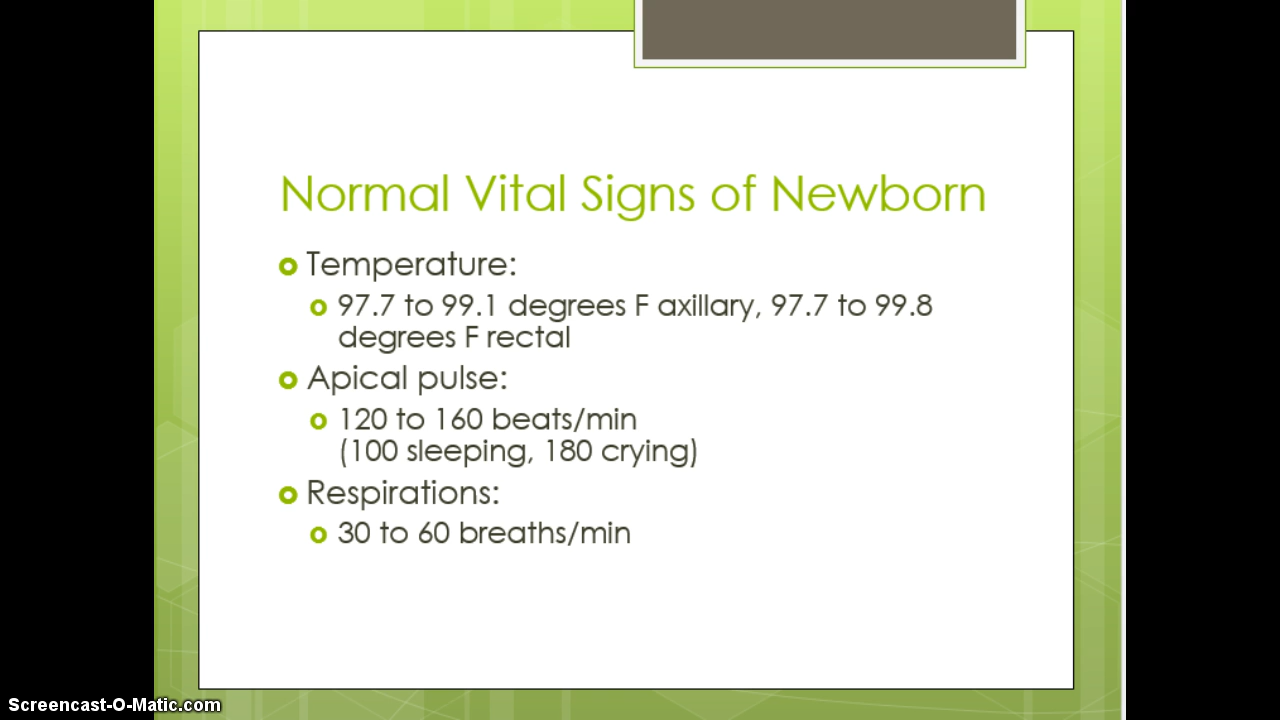 Normal Vital Signs of Newborn
Temperature:
97.7 to 99.1 degrees F axillary, 97.7 to 99.8
degrees F rectal
Apical pulse:
120 to 160 beats/min
(100 sleeping, 180 crying)
Respirations:
30 to 60 breaths/min
Screencast-O-Matic.com